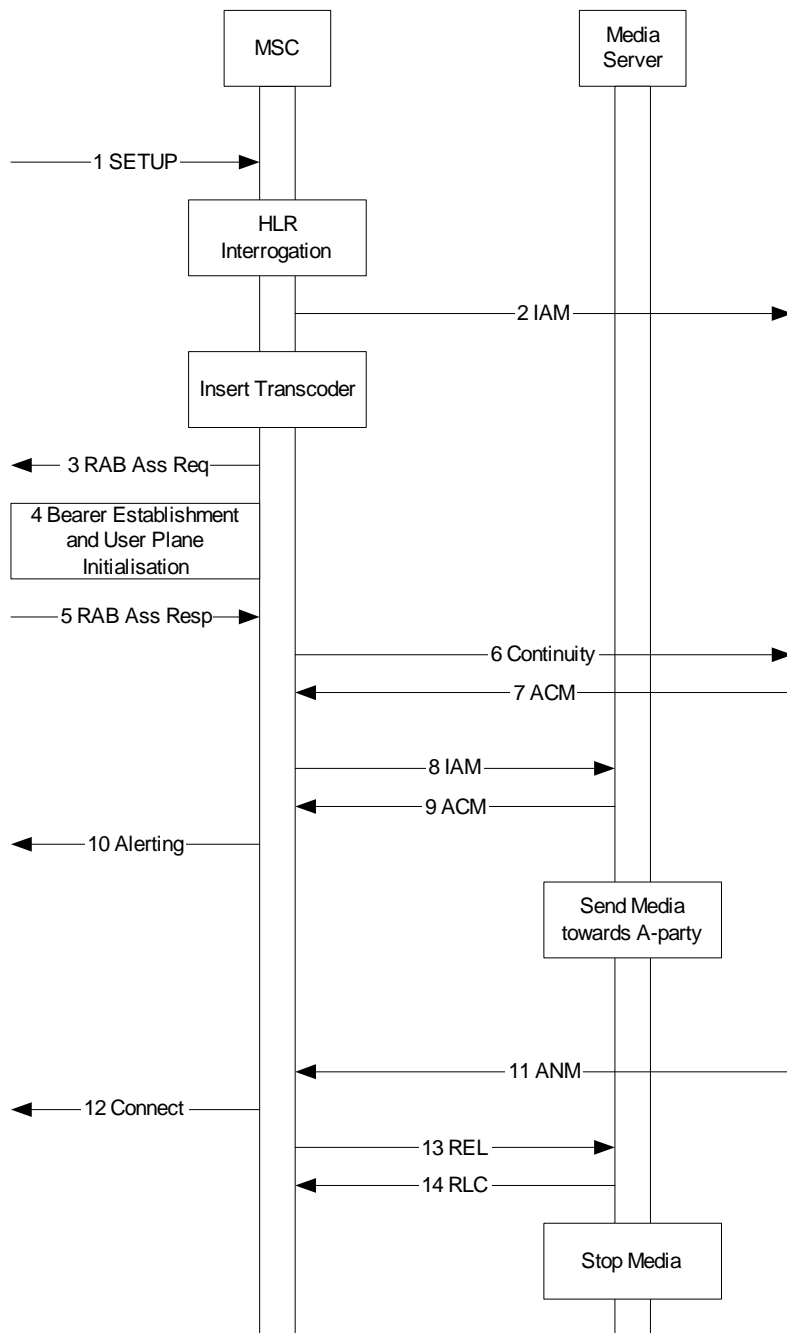 MSC
Media
Server
1 SETUP
HLR
Interrogation
2 IAM
Insert Transcoder
3 RAB Ass Req
4 Bearer Establishment
and User Plane
Initialisation
5 RAB Ass Resp
6 Continuity
7 ACM
8 IAM
9 ACM
10 Alerting
Send Media
towards A-party
11 ANM
12 Connect
13 REL
14 RLC
Stop Media